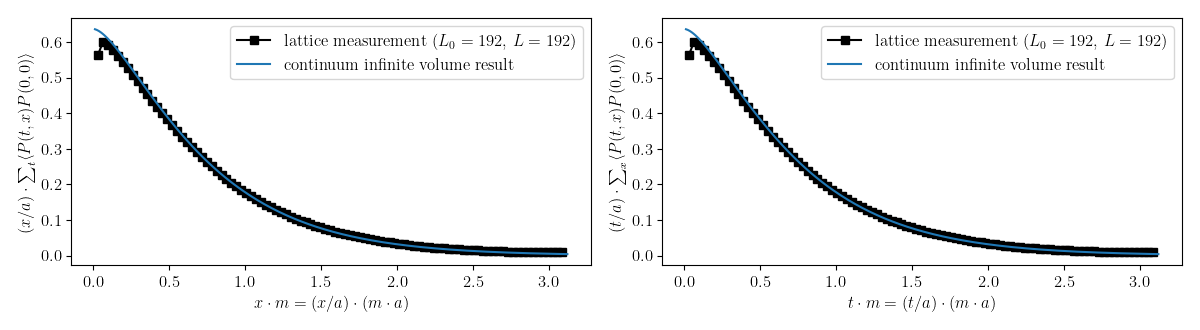 (x/a) · ∑ₜ⟨P(t, x)P(0, 0)⟩
0.6
0.5
0.4
0.3
0.2
0.1
0.0
lattice measurement (L₀ = 192, L = 192)
continuum infinite volume result
0.0 0.5 1.0 1.5 2.0 2.5 3.0
x · m = (x/a) · (m · a)
(t/a) · ∑ₓ⟨P(t, x)P(0, 0)⟩
0.6
0.5
0.4
0.3
0.2
0.1
0.0
lattice measurement (L₀ = 192, L = 192)
continuum infinite volume result
0.0 0.5 1.0 1.5 2.0 2.5 3.0
t · m = (t/a) · (m · a)